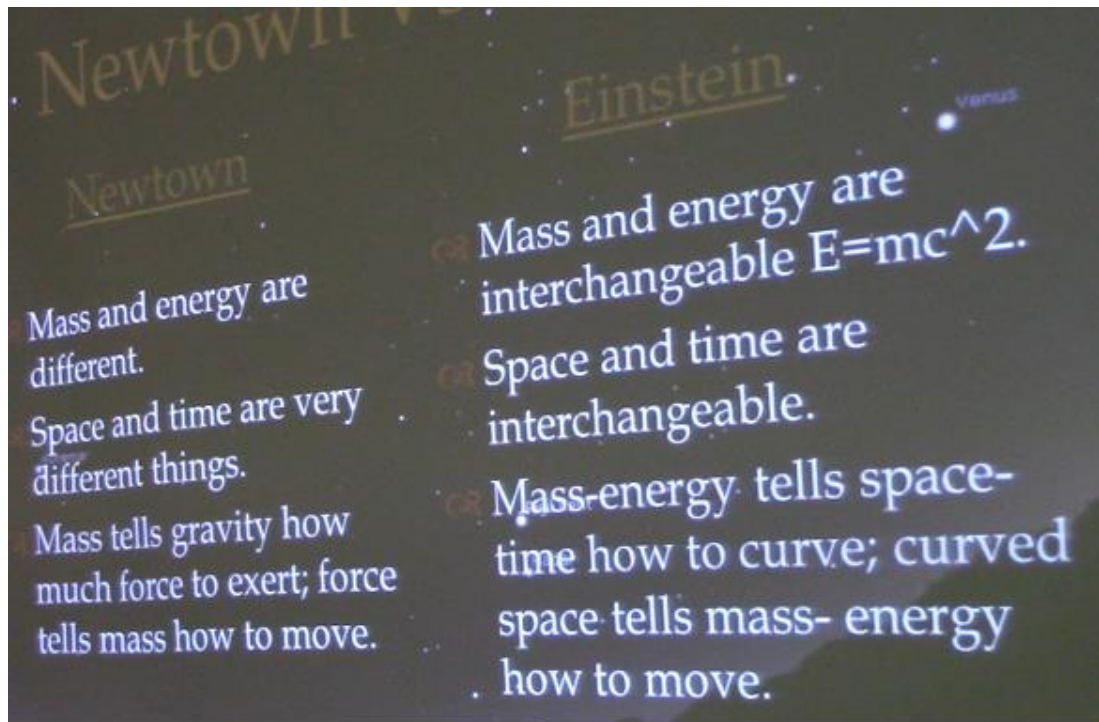 Newtown Vs
Einstein
Venus
Newtown
Mass and energy are
different.
Space and time are very
different things.
Mass tells gravity how
much force to exert; force
tells mass how to move.
Mass and energy are
interchangeable E=mc^2.
Space and time are
interchangeable.
Mass-energy tells space-
time how to curve; curved
space tells mass- energy
how to move.